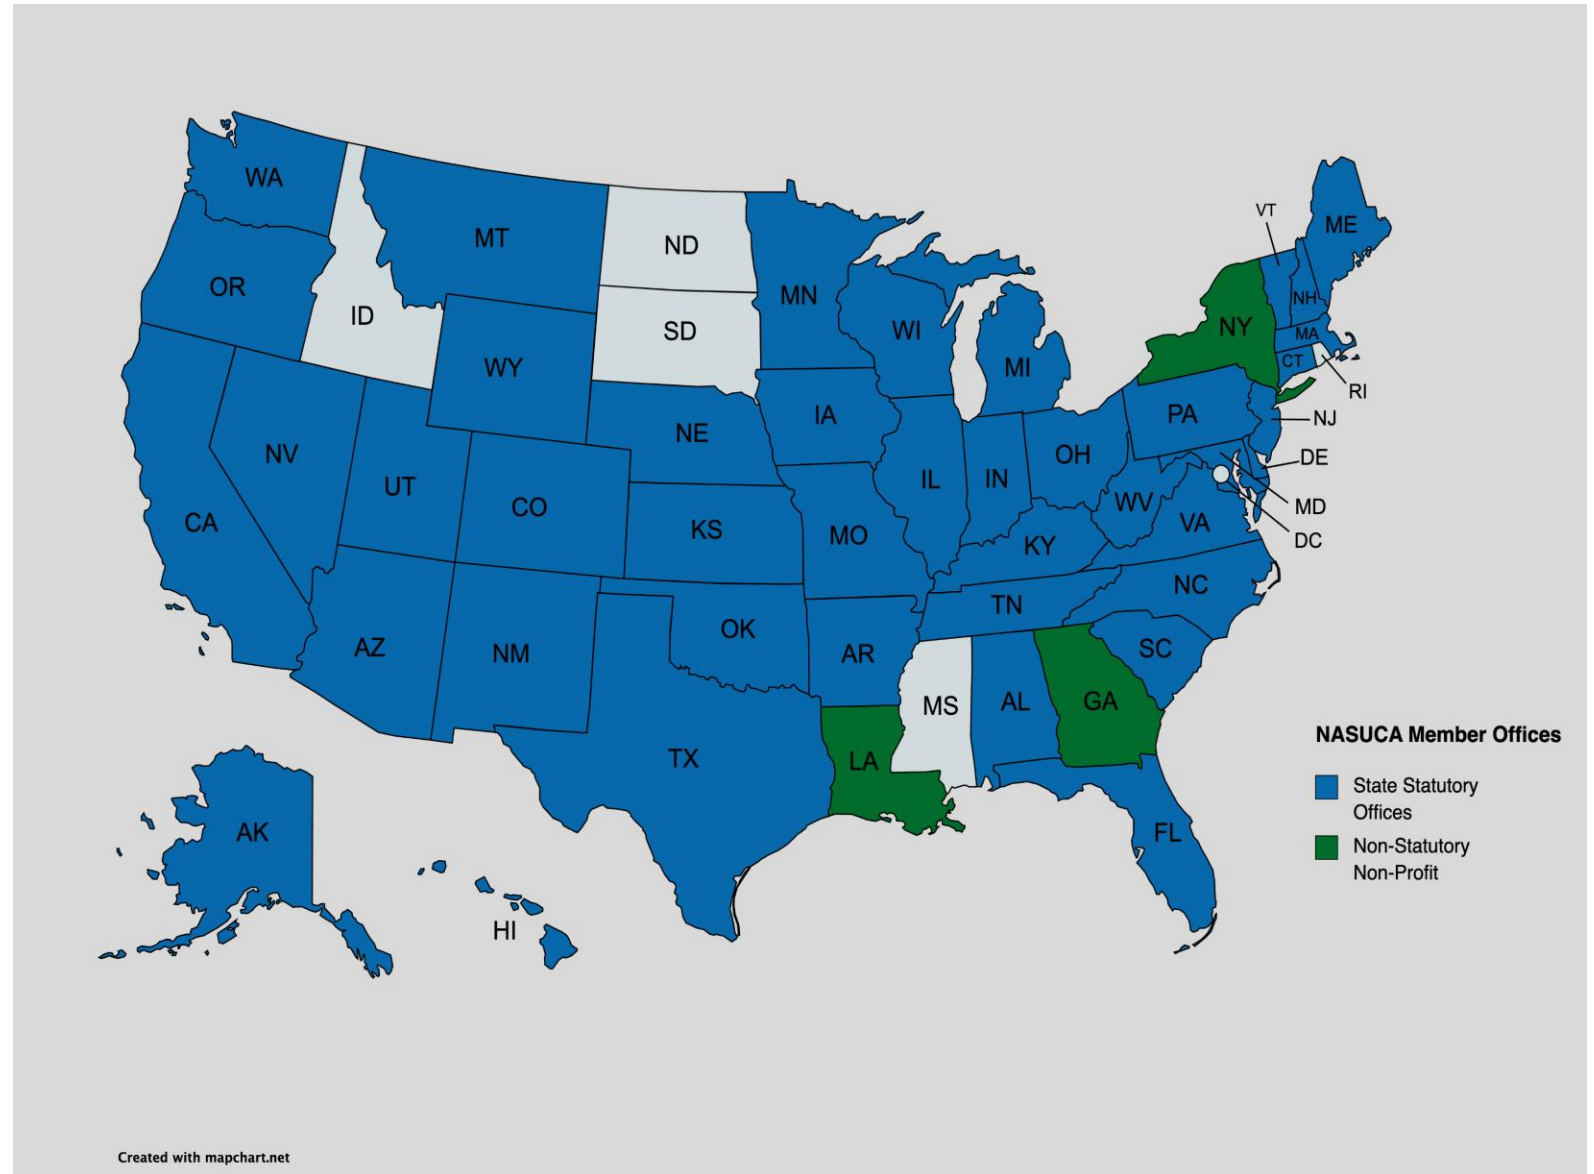 WA
MT
ND
MN
VT
ME
OR
ID
SD
WI
MI
NY
NH
MA
CT
RI
WY
NE
IA
PA
NJ
NV
UT
CO
IL
IN
OH
DE
CA
KS
MO
WV
VA
MD
KY
DC
AZ
NM
OK
AR
TN
NC
SC
MS
AL
GA
TX
LA
FL
AK
HI
NASUCA Member Offices
State Statutory
Offices
Non-Statutory
Non-Profit
Created with mapchart.net